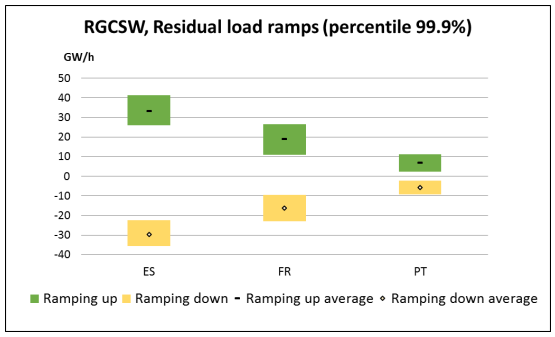 RGCSW, Residual load ramps (percentile 99.9%)
GW/h
50
40
30
20
10
0
-10
-20
-30
-40
ES FR PT
Ramping up Ramping down Ramping up average Ramping down average